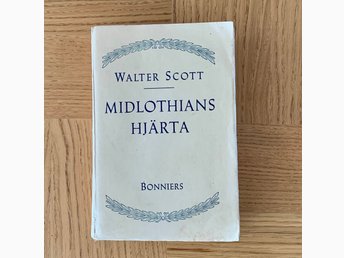 WALTER SCOTT
MIDLOTHIANS
HJÄRTA
BONNIERS